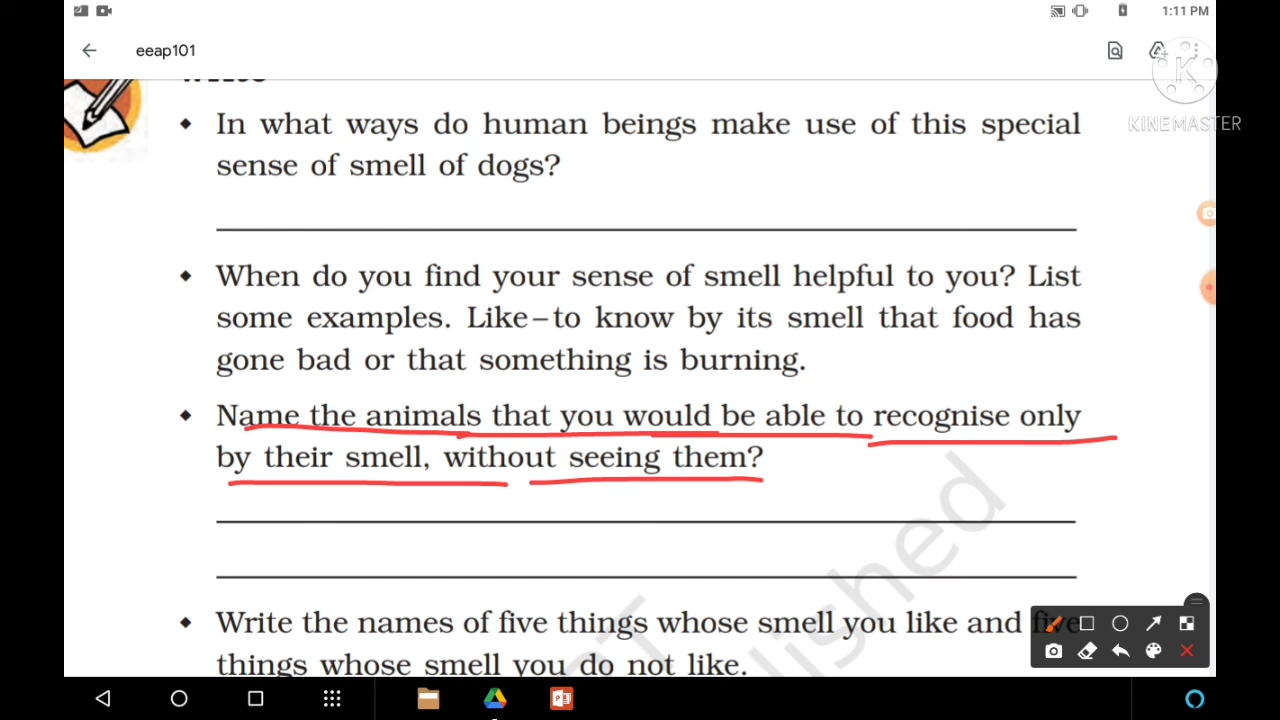 1:11 PM
eeap101
KINEMASTER
In what ways do human beings make use of this special
sense of smell of dogs?
When do you find your sense of smell helpful to you? List
some examples. Like–to know by its smell that food has
gone bad or that something is burning.
Name the animals that you would be able to recognise only
by their smell, without seeing them?
Write the names of five things whose smell you like and five
things whose smell you do not like.